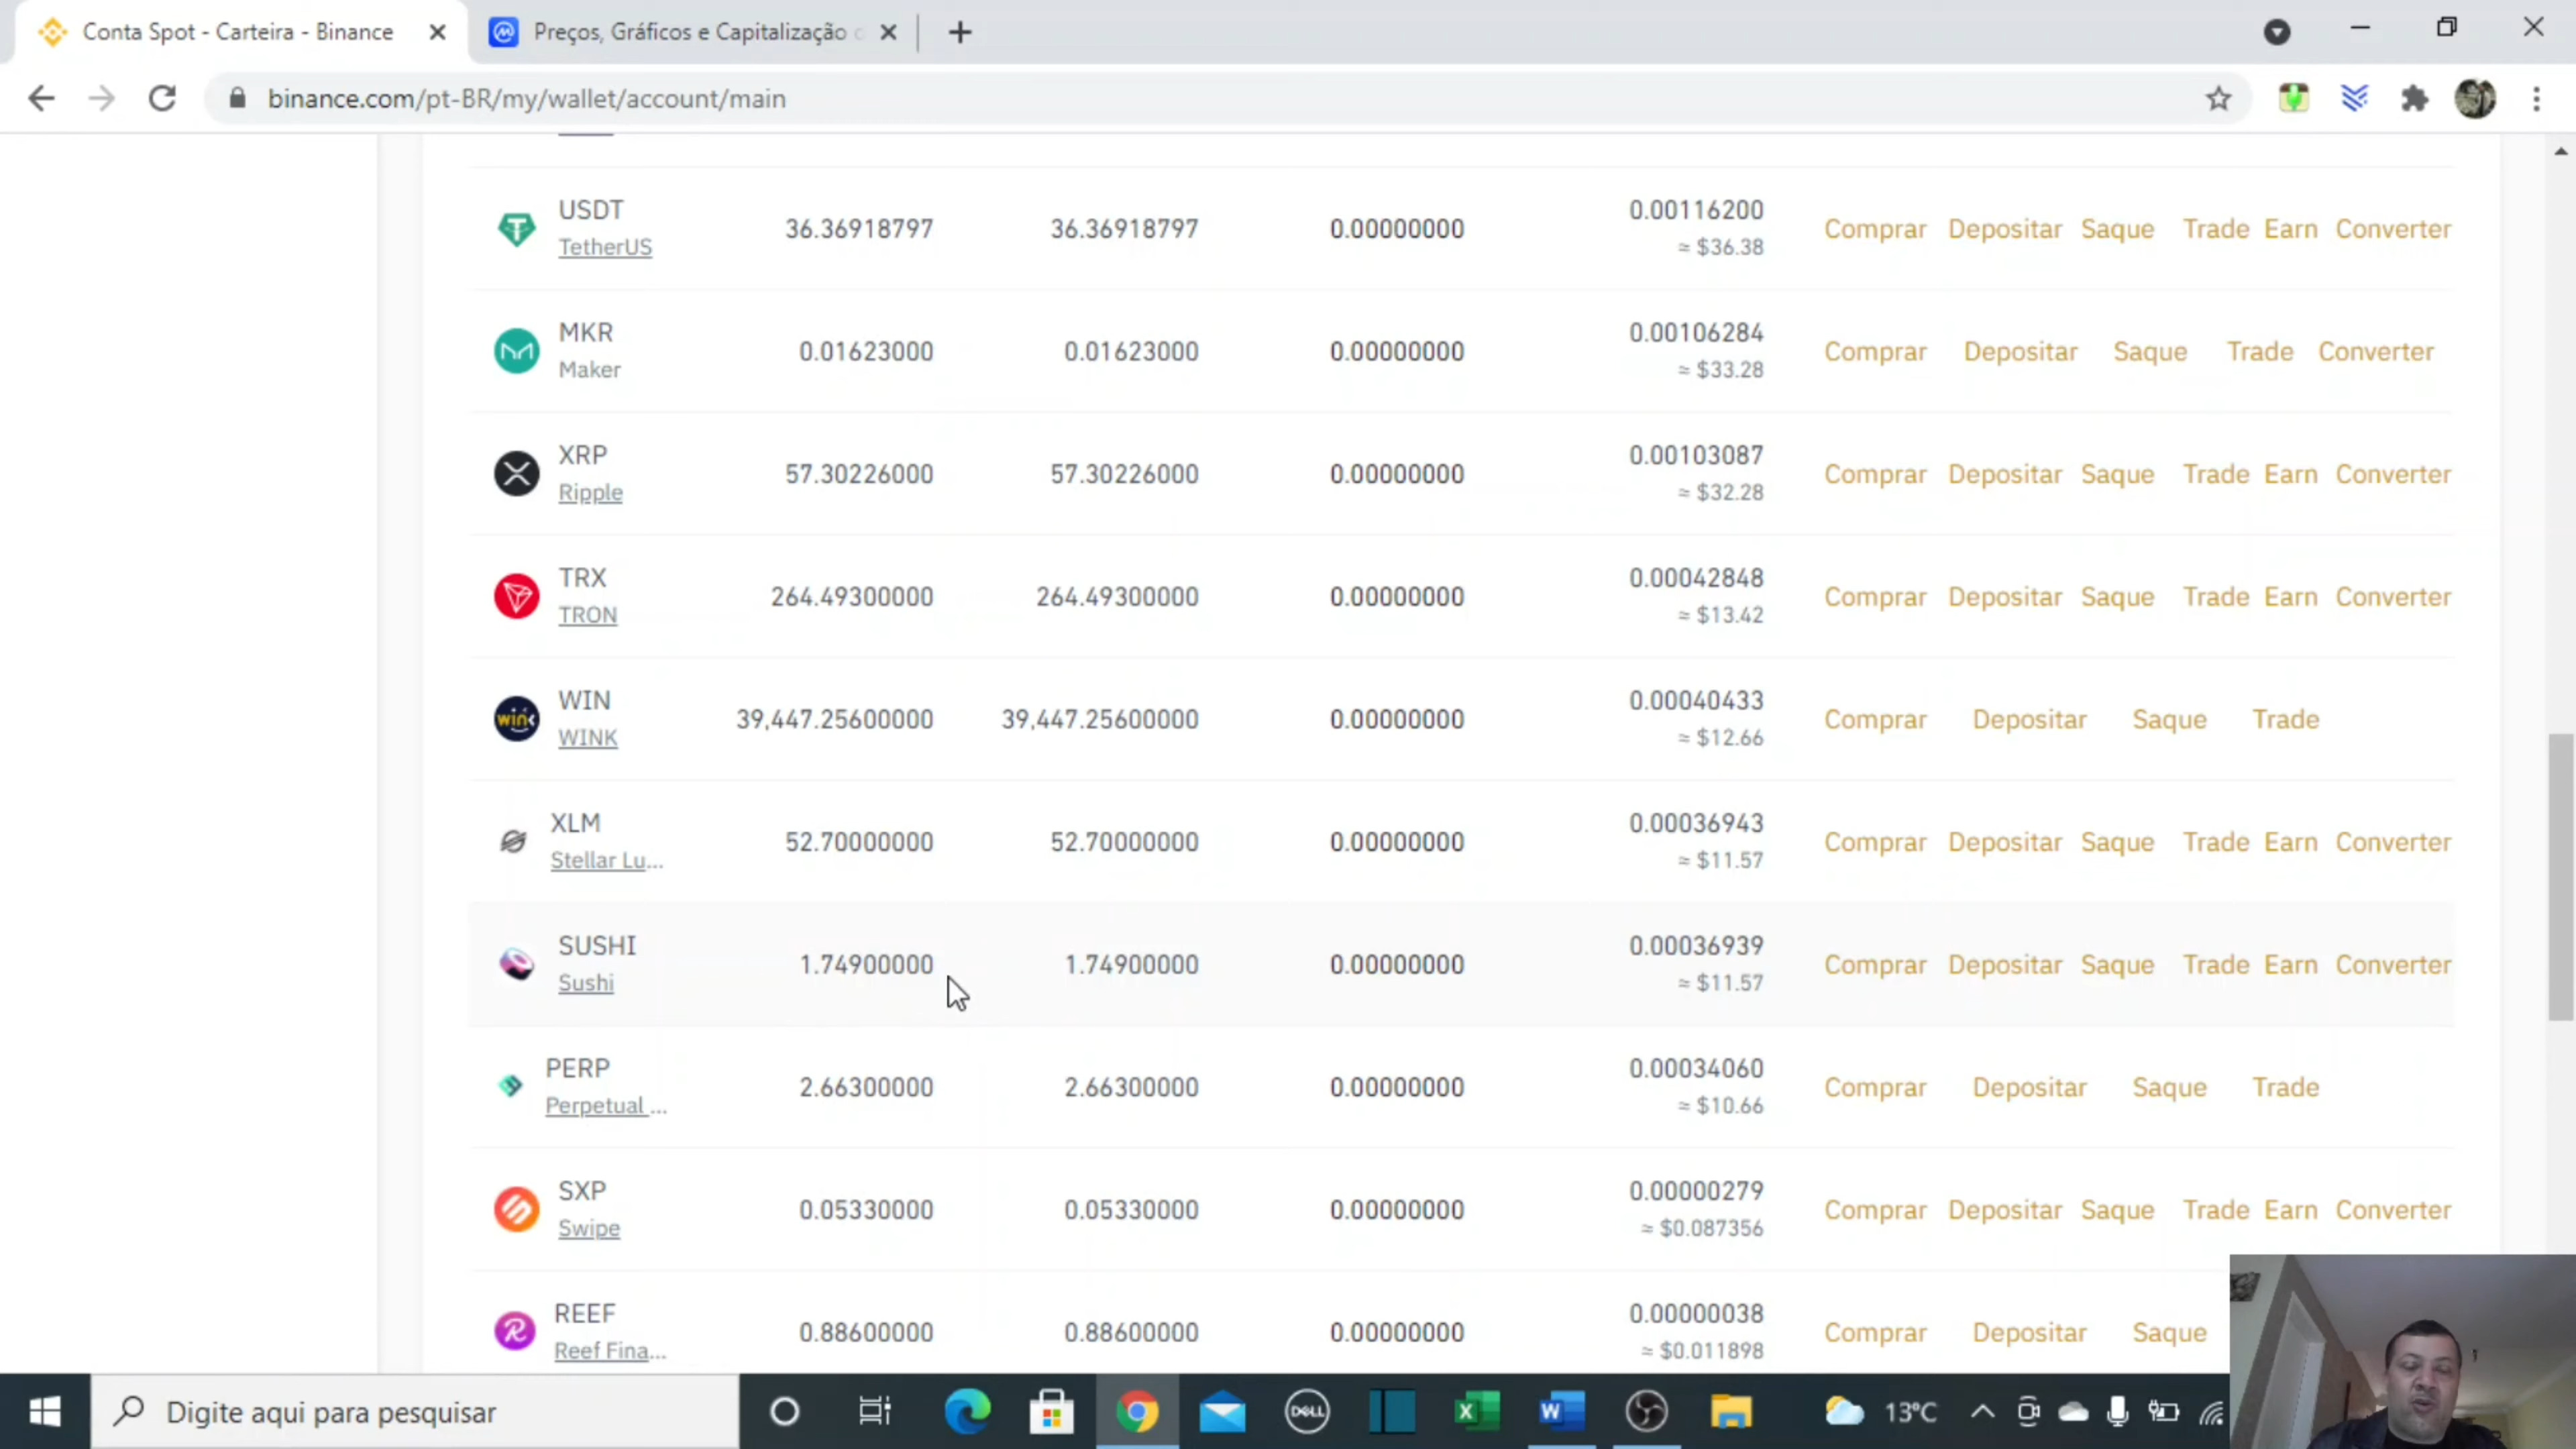 Conta Spot - Carteira - Binance
Preços, Gráficos e Capitalização
binance.com/pt-BR/my/wallet/account/main
USDT
TetherUS
36.36918797 36.36918797 0.00000000
0.00116200
≈ $36.38
Comprar Depositar Saque Trade Earn Converter
MKR
Maker
0.01623000 0.01623000 0.00000000
0.00106284
≈ $33.28
Comprar Depositar Saque Trade Converter
XRP
Ripple
57.30226000 57.30226000 0.00000000
0.00103087
≈ $32.28
Comprar Depositar Saque Trade Earn Converter
TRX
TRON
264.49300000 264.49300000 0.00000000
0.00042848
≈ $13.42
Comprar Depositar Saque Trade Earn Converter
WIN
WINK
39,447.25600000 39,447.25600000 0.00000000
0.00040433
≈ $12.66
Comprar Depositar Saque Trade
XLM
Stellar Lu...
52.70000000 52.70000000 0.00000000
0.00036943
≈ $11.57
Comprar Depositar Saque Trade Earn Converter
SUSHI
Sushi
1.74900000 1.74900000 0.00000000
0.00036939
≈ $11.57
Comprar Depositar Saque Trade Earn Converter
PERP
Perpetual ...
2.66300000 2.66300000 0.00000000
0.00034060
≈ $10.66
Comprar Depositar Saque Trade
SXP
Swipe
0.05330000 0.05330000 0.00000000
0.00000279
≈ $0.087356
Comprar Depositar Saque Trade Earn Converter
REEF
Reef Fina...
0.88600000 0.88600000 0.00000000
0.00000038
≈ $0.011898
Comprar Depositar Saque
Digite aqui para pesquisar
DELL
13°C